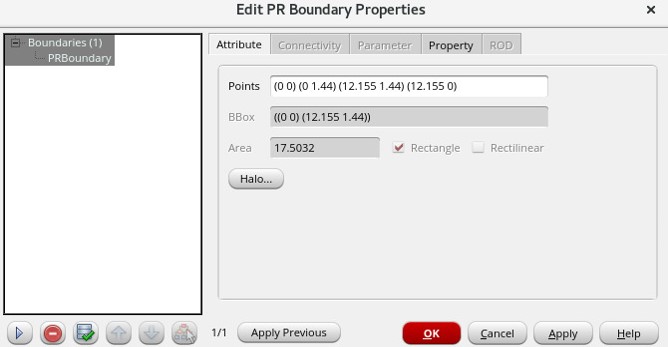 Edit PR Boundary Properties
Boundaries (1)
PRBoundary
Attribute Connectivity Parameter Property ROD
Points (0 0) (0 1.44) (12.155 1.44) (12.155 0)
BBox ((0 0) (12.155 1.44))
Area 17.5032 Rectangle Rectilinear
Halo...
1/1 Apply Previous OK Cancel Apply Help